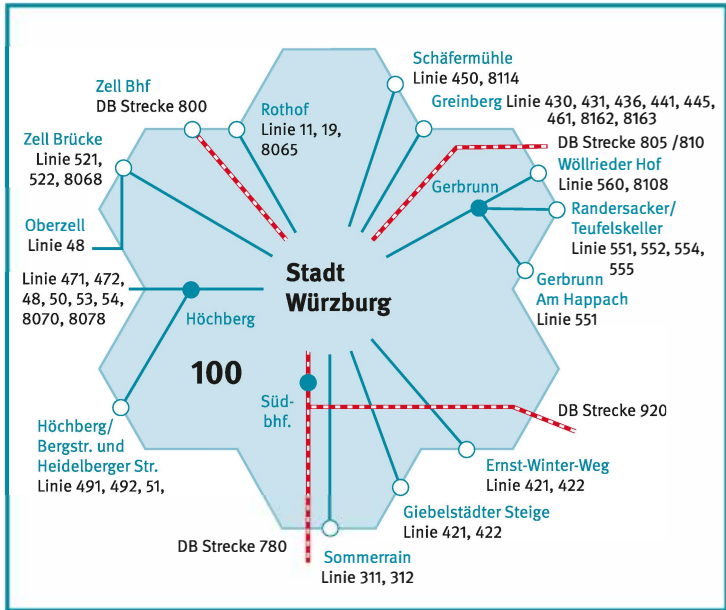 Schäfermühle
Linie 450, 8114
Zell Bhf
DB Strecke 800
Rothof
Linie 11, 19,
8065
Greinberg Linie 430, 431, 436, 441, 445,
461, 8162, 8163
DB Strecke 805 /810
Zell Brücke
Linie 521,
522, 8068
Wöllrieder Hof
Linie 560, 8108
Gerbrunn
Randersacker/
Teufelskeller
Linie 551, 552, 554,
555
Oberzell
Linie 48
Gerbrunn
Am Happach
Linie 551
Stadt
Würzburg
Linie 471, 472,
48, 50, 53, 54,
8070, 8078
Höchberg
100
Süd-
bhf.
DB Strecke 920
Höchberg/
Bergstr. und
Heidelberger Str.
Linie 491, 492, 51,
Ernst-Winter-Weg
Linie 421, 422
Giebelstädter Steige
Linie 421, 422
DB Strecke 780
Sommerrain
Linie 311, 312